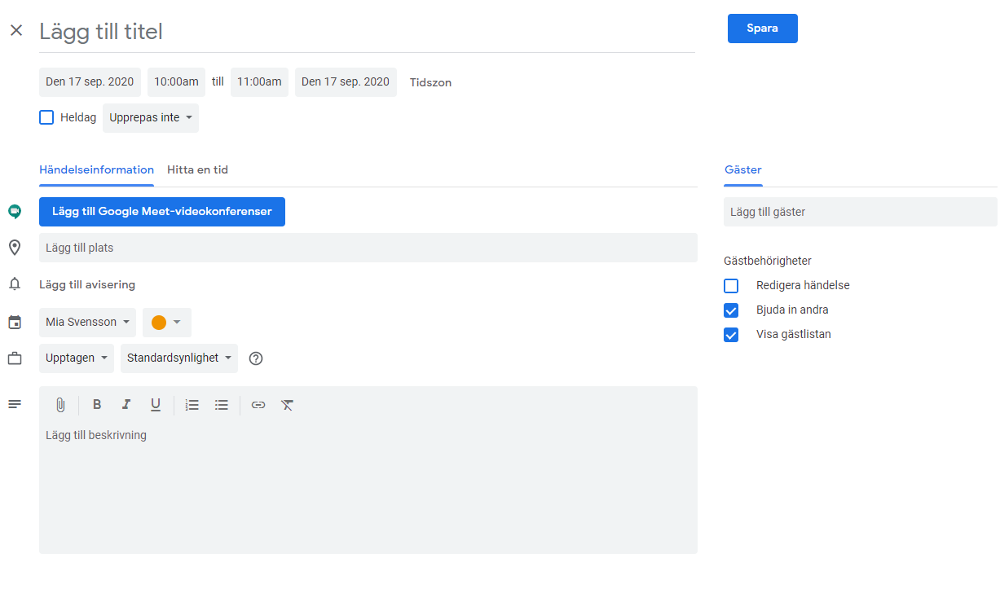 Lägg till titel
Spara
Den 17 sep. 2020 10:00am till 11:00am Den 17 sep. 2020 Tidszon
Heldag Upprepas inte
Händelseinformation Hitta en tid
Gäster
Lägg till Google Meet-videokonferenser
Lägg till gäster
Lägg till plats
Gästbehörigheter
Lägg till avisering
Redigera händelse
Bjuda in andra
Mia Svensson
Visa gästlistan
Upptagen Standardsynlighet
B I U
Lägg till beskrivning